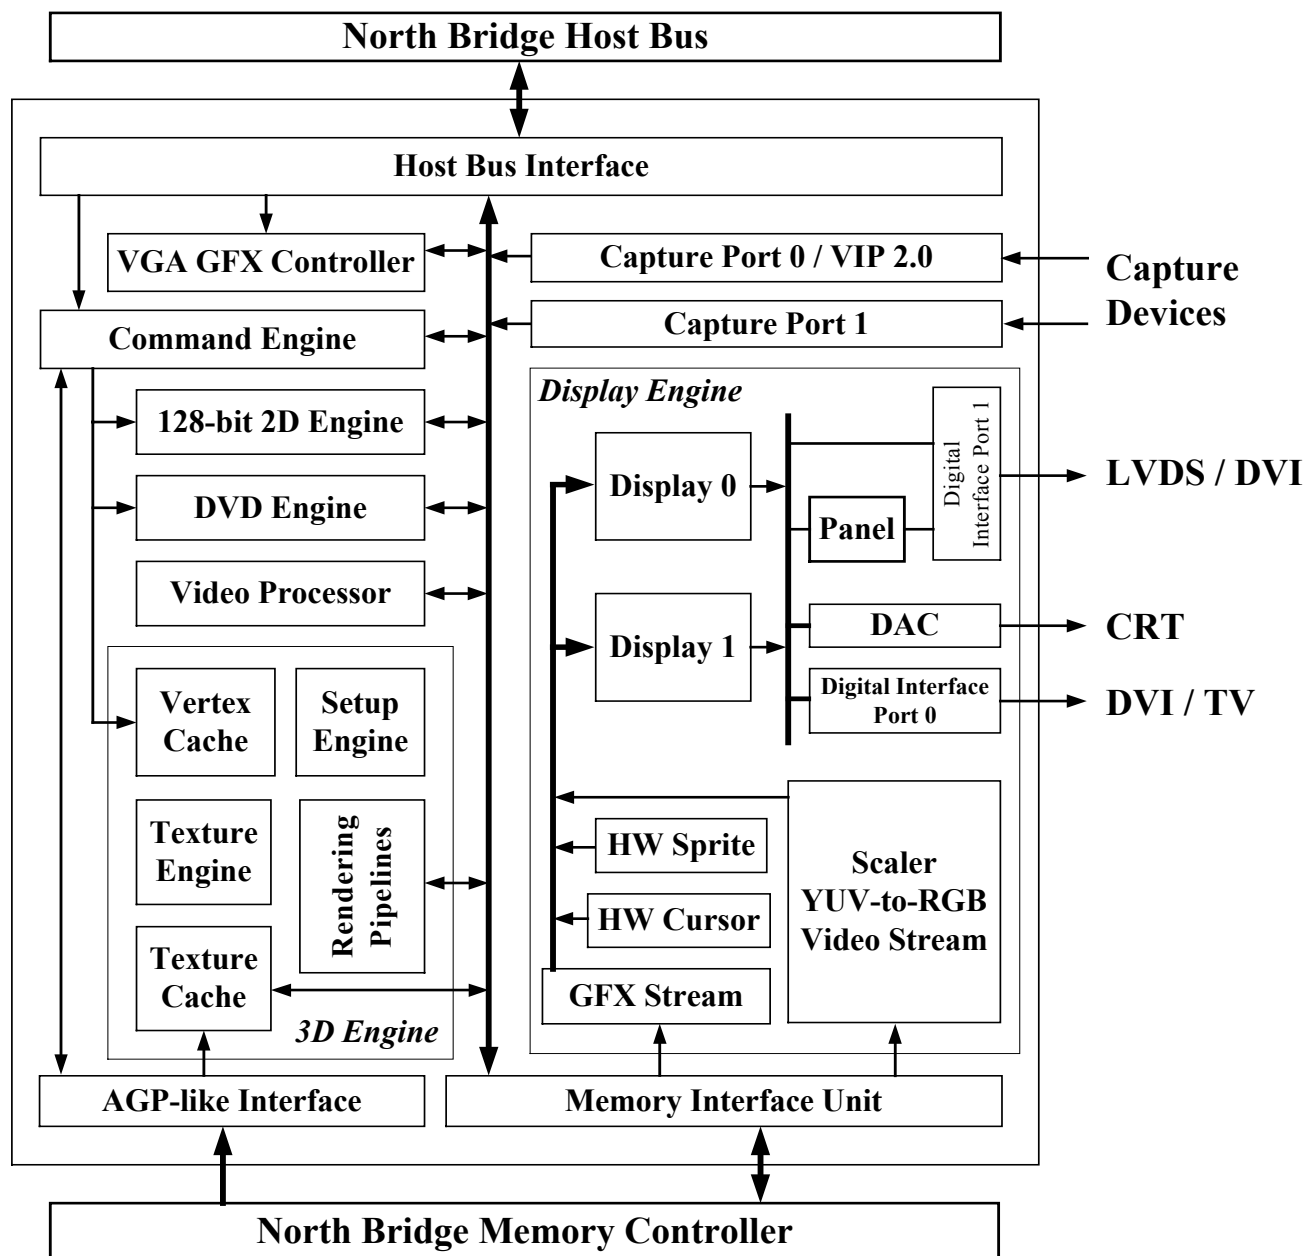 North Bridge Host Bus
Host Bus Interface
VGA GFX Controller
Capture Port 0 / VIP 2.0
Capture
Devices
Command Engine
Capture Port 1
Display Engine
128-bit 2D Engine
Display 0
Digital
Interface Port 1
LVDS / DVI
DVD Engine
Panel
Video Processor
Display 1
DAC
CRT
Vertex
Cache
Setup
Engine
Digital Interface
Port 0
DVI / TV
Texture
Engine
Rendering
Pipelines
HW Sprite
Scaler
YUV-to-RGB
Video Stream
HW Cursor
Texture
Cache
GFX Stream
3D Engine
AGP-like Interface
Memory Interface Unit
North Bridge Memory Controller